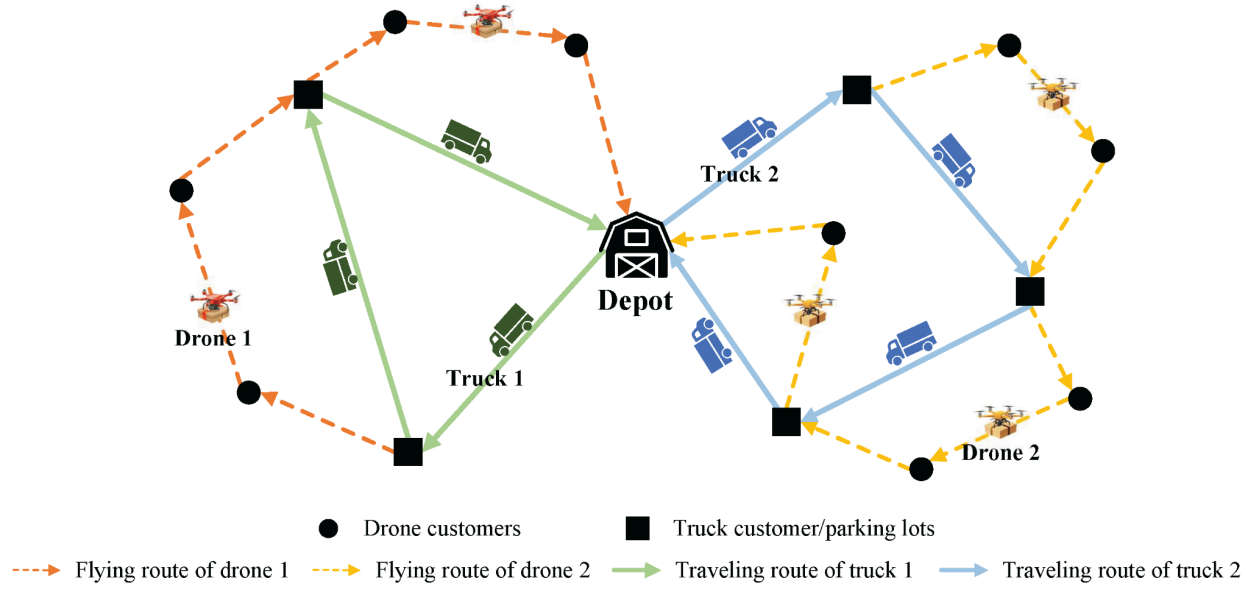 Truck 2
Depot
Drone 1
Truck 1
Drone 2
Drone customers
Truck customer/parking lots
Flying route of drone 1
Flying route of drone 2
Traveling route of truck 1
Traveling route of truck 2